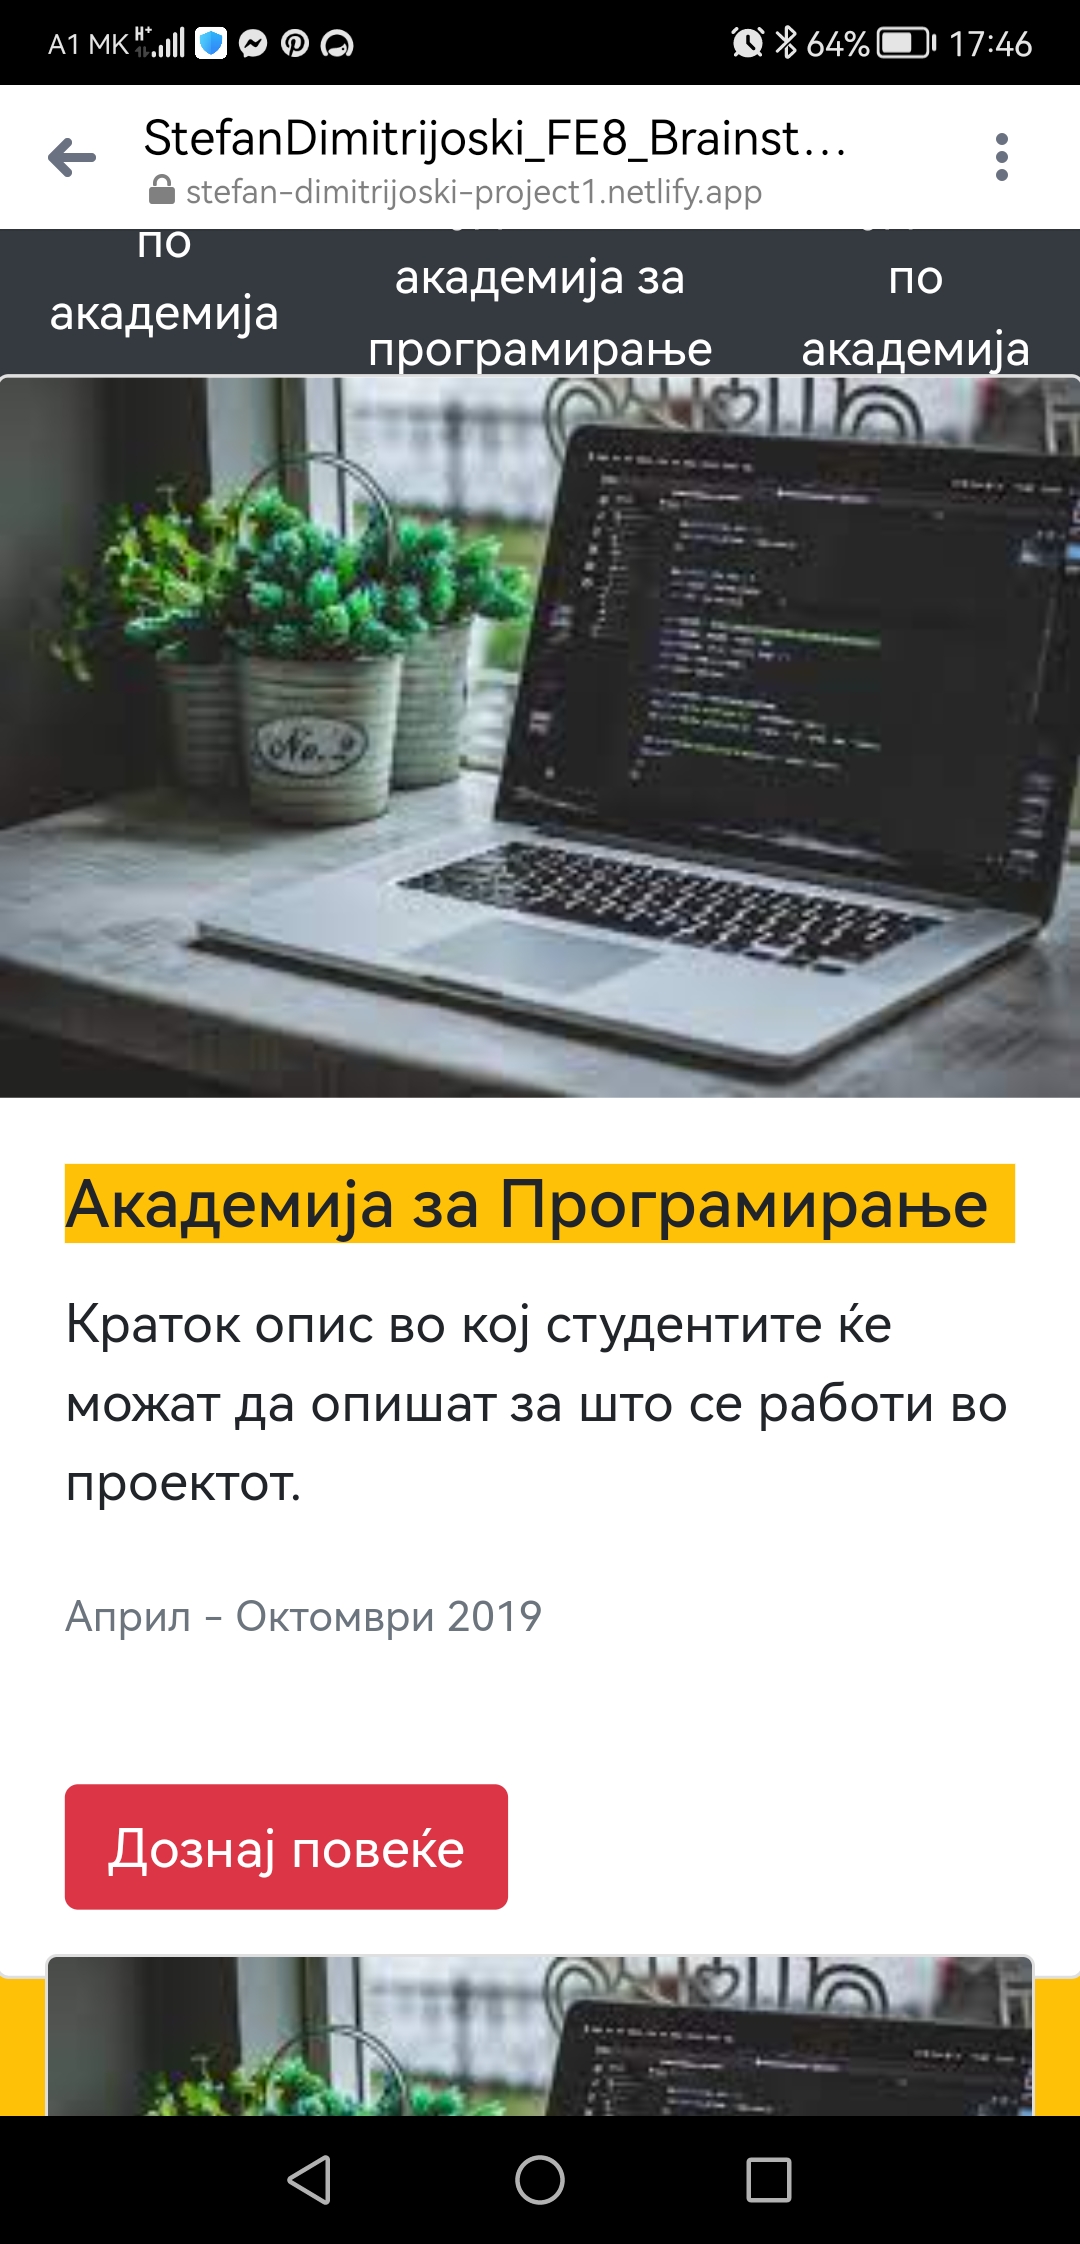 A1 MK H+ 64% 17:46
StefanDimitrijoski_FE8_Brainst...
stefan-dimitrijoski-project1.netlify.app
по
академија
академија за
програмирање
по
академија
Академија за Програмирање
Краток опис во кој студентите ќе
можат да опишат за што се работи во
проектот.
Април - Октомври 2019
Дознај повеќе